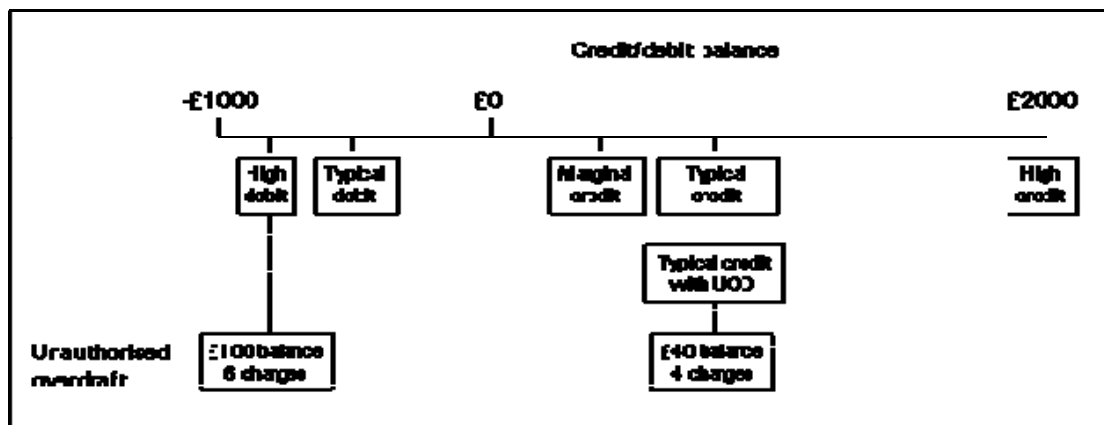 Credit/debit balance
-£1000 £0 £2000
High debit
Typical debit
Marginal credit
Typical credit
High credit
Typical credit
with UOD
Unauthorised
overdraft
£100 balance
6 charges
£40 balance
4 charges